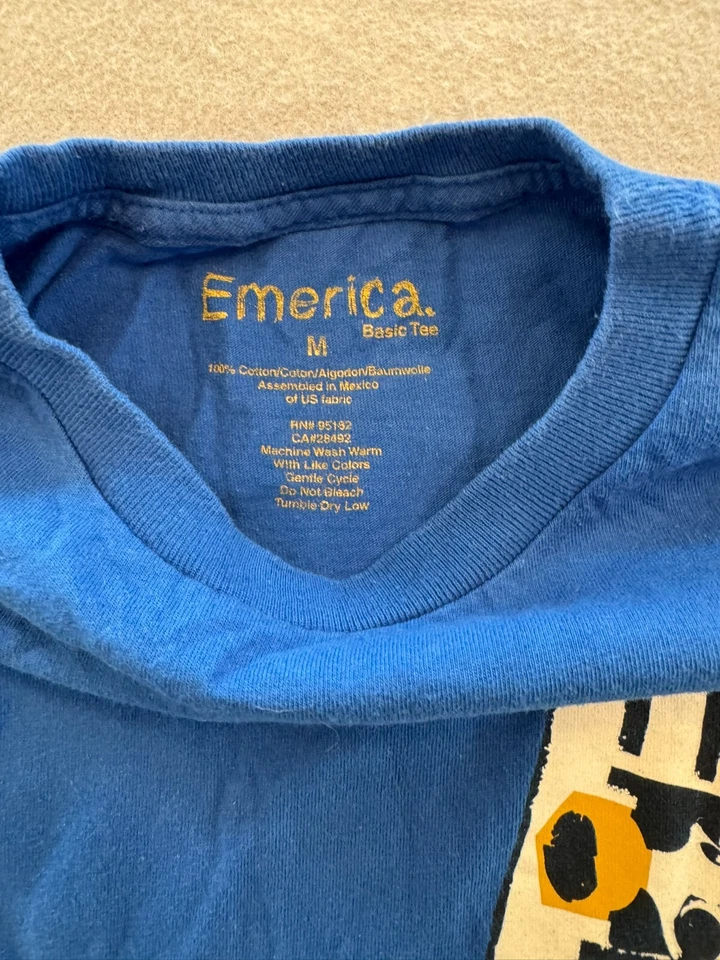 Emerica.
Basic Tee
M
100% Cotton/Coton/Algodon/Baumwolle
Assembled in Mexico
of US fabric
RN# 95152
CA#28492
Machine Wash Warm
With Like Colors
Gentle Cycle
Do Not Bleach
Tumble Dry Low